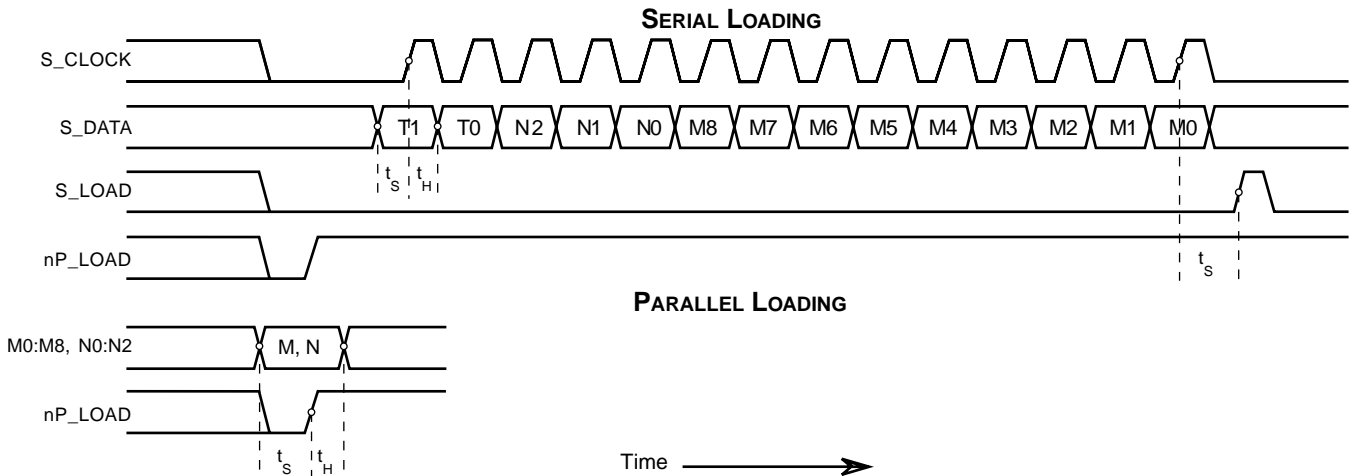 SERIAL LOADING
S_CLOCK
S_DATA T1 T0 N2 N1 N0 M8 M7 M6 M5 M4 M3 M2 M1 M0
tS tH
S_LOAD
nP_LOAD
tS
PARALLEL LOADING
M0:M8, N0:N2 M, N
nP_LOAD
tS tH
Time